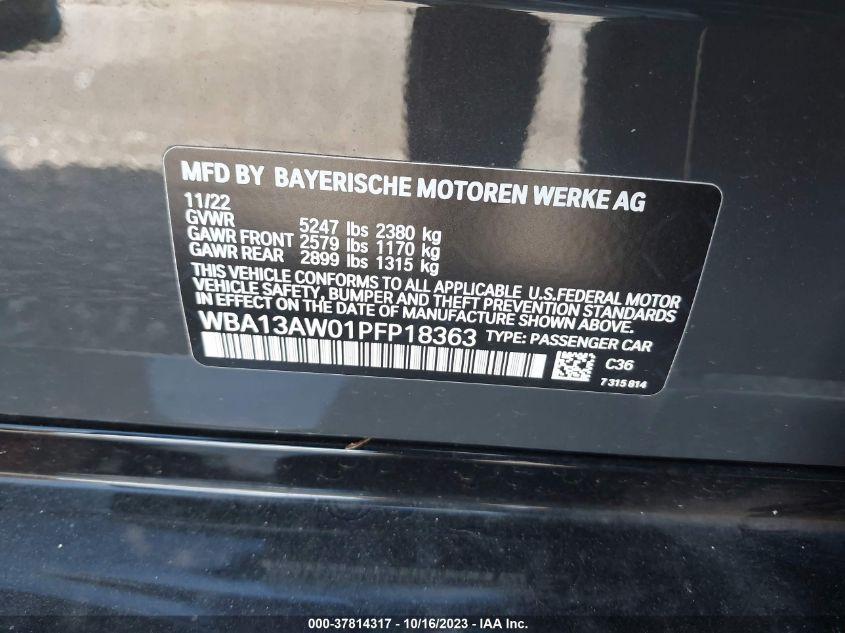 MFD BY BAYERISCHE MOTOREN WERKE AG
11/22
GVWR 5247 lbs 2380 kg
GAWR FRONT 2579 lbs 1170 kg
GAWR REAR 2899 lbs 1315 kg
THIS VEHICLE CONFORMS TO ALL APPLICABLE U.S.FEDERAL MOTOR
VEHICLE SAFETY, BUMPER AND THEFT PREVENTION STANDARDS
IN EFFECT ON THE DATE OF MANUFACTURE SHOWN ABOVE.
WBA13AW01PFP18363 TYPE: PASSENGER CAR
C36
7 315 814
000-37814317 - 10/16/2023 - IAA Inc.